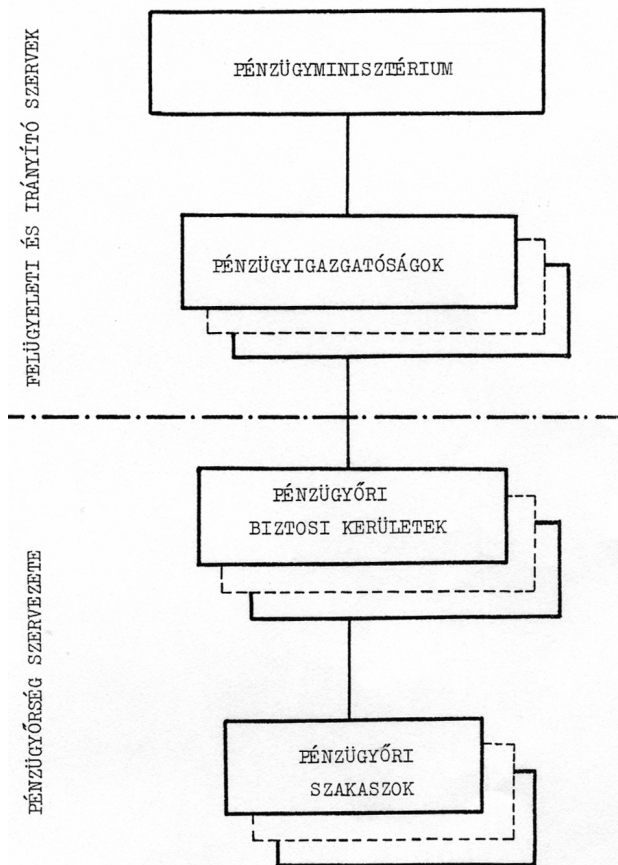 FELÜGYELETI ÉS IRÁNYÍTÓ SZERVEK
PÉNZÜGYMINISZTÉRIUM
PÉNZÜGYIGAZGATÓSÁGOK
PÉNZÜGYŐRSÉG SZERVEZETE
PÉNZÜGYŐRI
BIZTOSI KERÜLETEK
PÉNZÜGYŐRI
SZAKASZOK